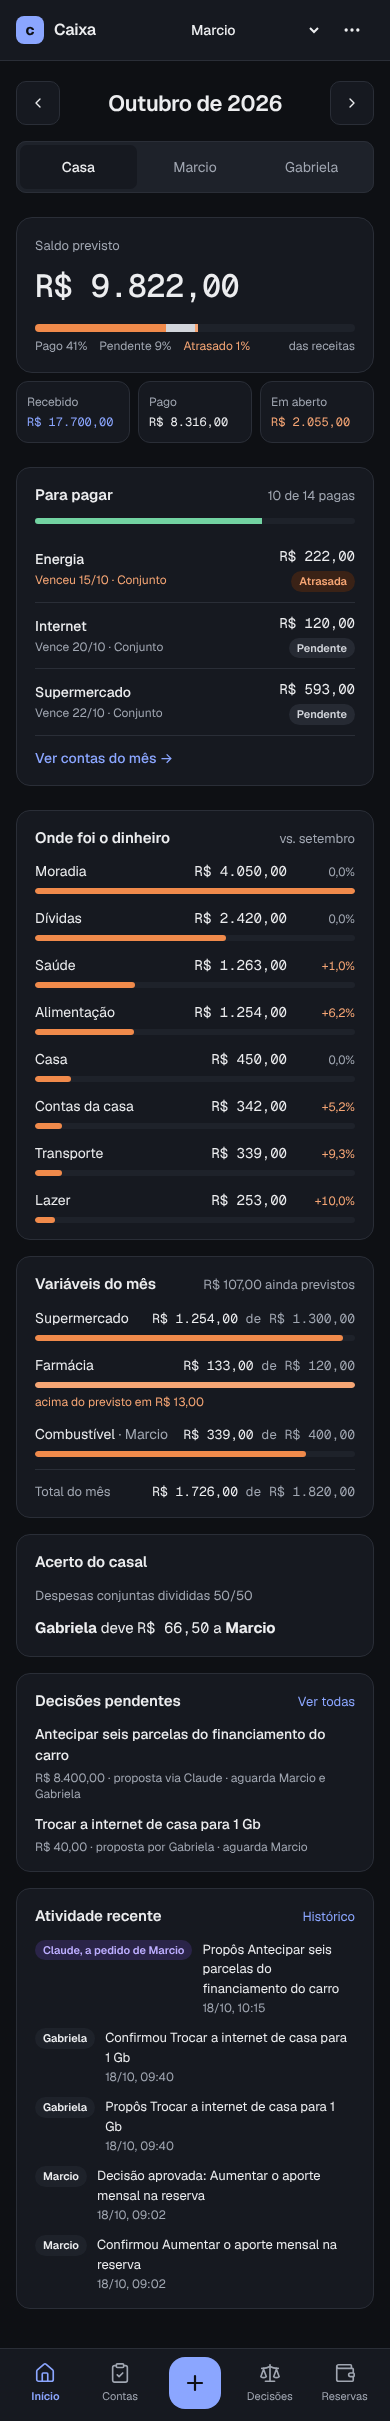 c Caixa Marcio
Outubro de 2026
Casa Marcio Gabriela
Saldo previsto
R$ 9.822,00
Pago 41% Pendente 9% Atrasado 1% das receitas
Recebido Pago Em aberto
R$ 17.700,00 R$ 8.316,00 R$ 2.055,00
Para pagar 10 de 14 pagas
Energia R$ 222,00
Venceu 15/10 · Conjunto Atrasada
Internet R$ 120,00
Vence 20/10 · Conjunto Pendente
Supermercado R$ 593,00
Vence 22/10 · Conjunto Pendente
Ver contas do mês →
Onde foi o dinheiro vs. setembro
Moradia R$ 4.050,00 0,0%
Dívidas R$ 2.420,00 0,0%
Saúde R$ 1.263,00 +1,0%
Alimentação R$ 1.254,00 +6,2%
Casa R$ 450,00 0,0%
Contas da casa R$ 342,00 +5,2%
Transporte R$ 339,00 +9,3%
Lazer R$ 253,00 +10,0%
Variáveis do mês R$ 107,00 ainda previstos
Supermercado R$ 1.254,00 de R$ 1.300,00
Farmácia R$ 133,00 de R$ 120,00
acima do previsto em R$ 13,00
Combustível · Marcio R$ 339,00 de R$ 400,00
Total do mês R$ 1.726,00 de R$ 1.820,00
Acerto do casal
Despesas conjuntas divididas 50/50
Gabriela deve R$ 66,50 a Marcio
Decisões pendentes Ver todas
Antecipar seis parcelas do financiamento do
carro
R$ 8.400,00 · proposta via Claude · aguarda Marcio e
Gabriela
Trocar a internet de casa para 1 Gb
R$ 40,00 · proposta por Gabriela · aguarda Marcio
Atividade recente Histórico
Claude, a pedido de Marcio Propôs Antecipar seis
parcelas do
financiamento do carro
18/10, 10:15
Gabriela Confirmou Trocar a internet de casa para
1 Gb
18/10, 09:40
Gabriela Propôs Trocar a internet de casa para 1
Gb
18/10, 09:40
Marcio Decisão aprovada: Aumentar o aporte
mensal na reserva
18/10, 09:02
Marcio Confirmou Aumentar o aporte mensal na
reserva
18/10, 09:02
Início Contas Decisões Reservas